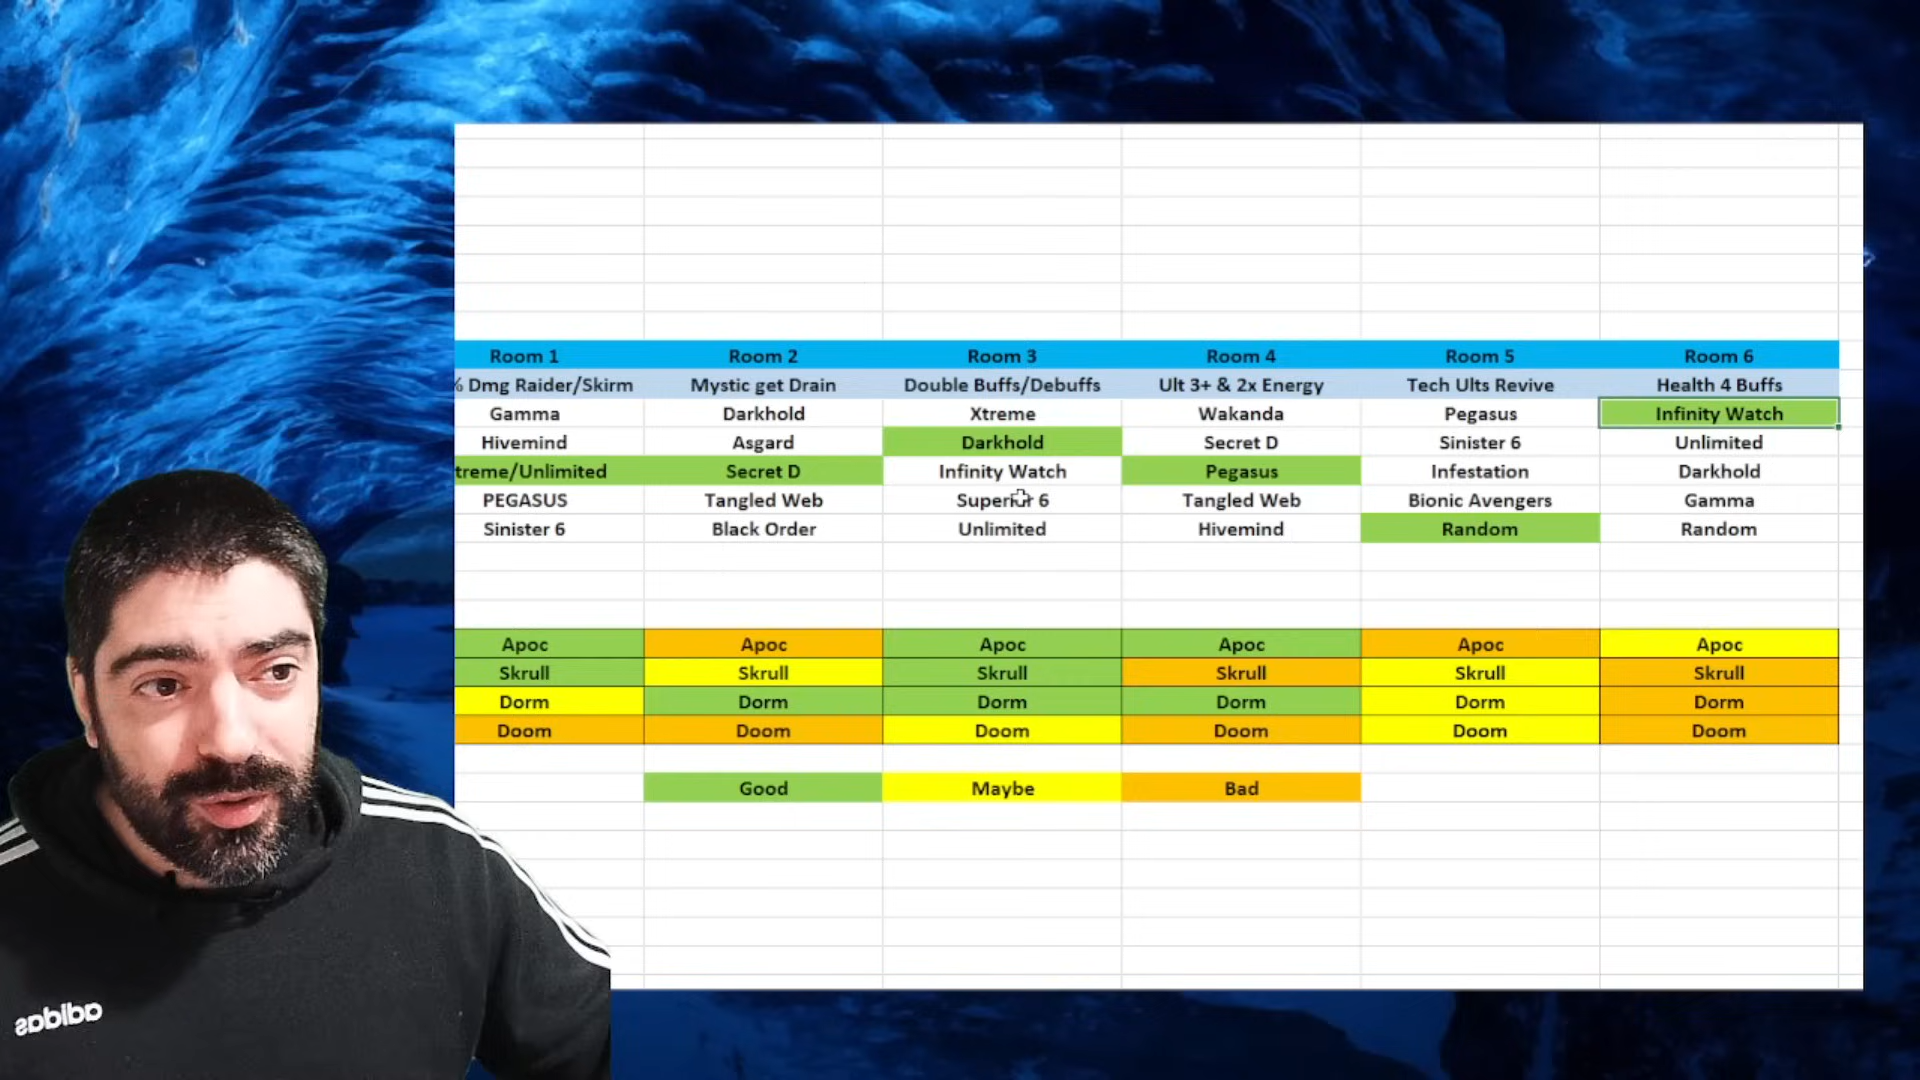 Room 1 Room 2 Room 3 Room 4 Room 5 Room 6
% Dmg Raider/Skirm Mystic get Drain Double Buffs/Debuffs Ult 3+ & 2x Energy Tech Ults Revive Health 4 Buffs
Gamma Darkhold Xtreme Wakanda Pegasus Infinity Watch
Hivemind Asgard Darkhold Secret D Sinister 6 Unlimited
treme/Unlimited Secret D Infinity Watch Pegasus Infestation Darkhold
PEGASUS Tangled Web Superior 6 Tangled Web Bionic Avengers Gamma
Sinister 6 Black Order Unlimited Hivemind Random Random
Apoc Apoc Apoc Apoc Apoc Apoc
Skrull Skrull Skrull Skrull Skrull Skrull
Dorm Dorm Dorm Dorm Dorm Dorm
Doom Doom Doom Doom Doom Doom
Good Maybe Bad
adidas